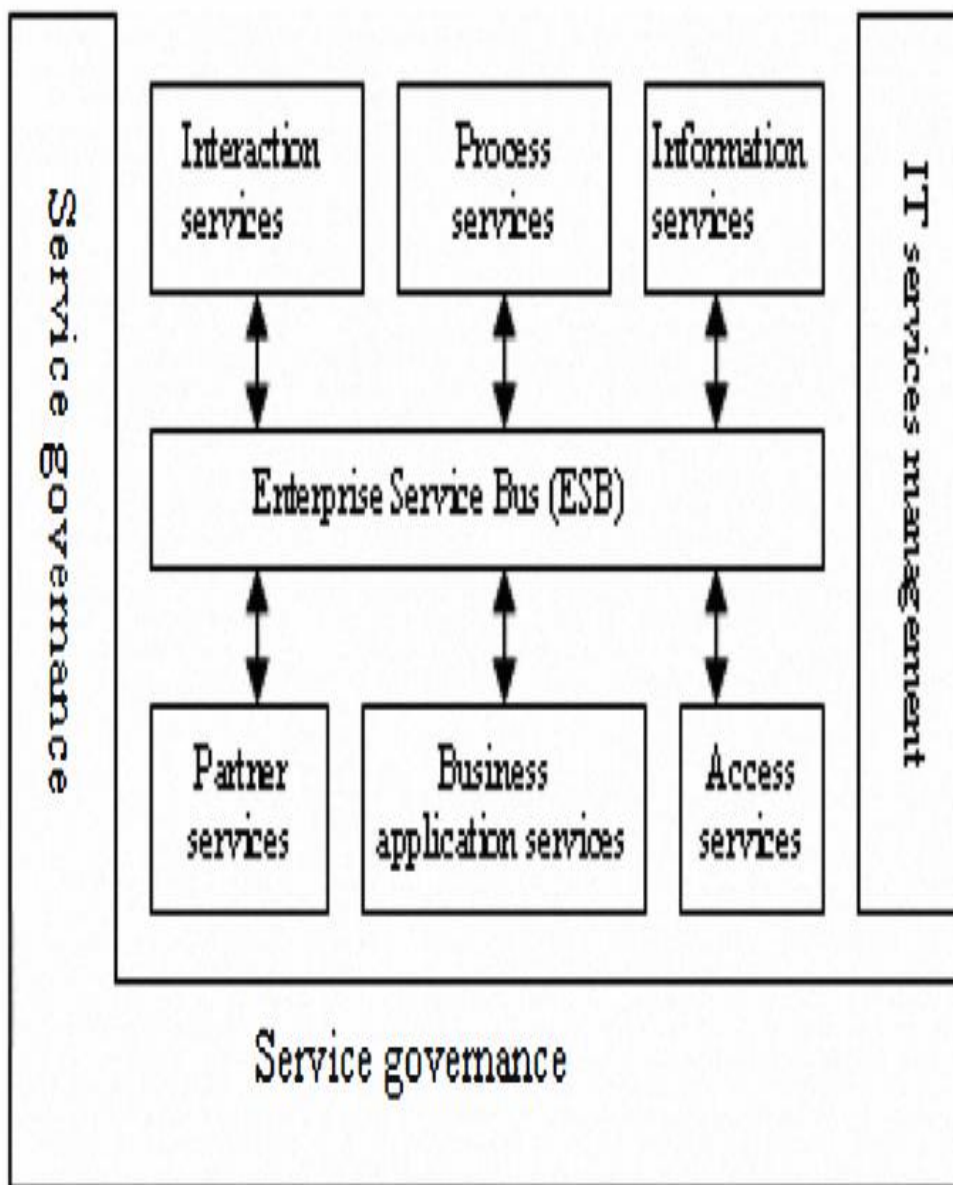 Service governance
Interaction
services
Process
services
Information
services
Enterprise Service Bus (ESB)
Partner
services
Business
application services
Access
services
IT services management
Service governance